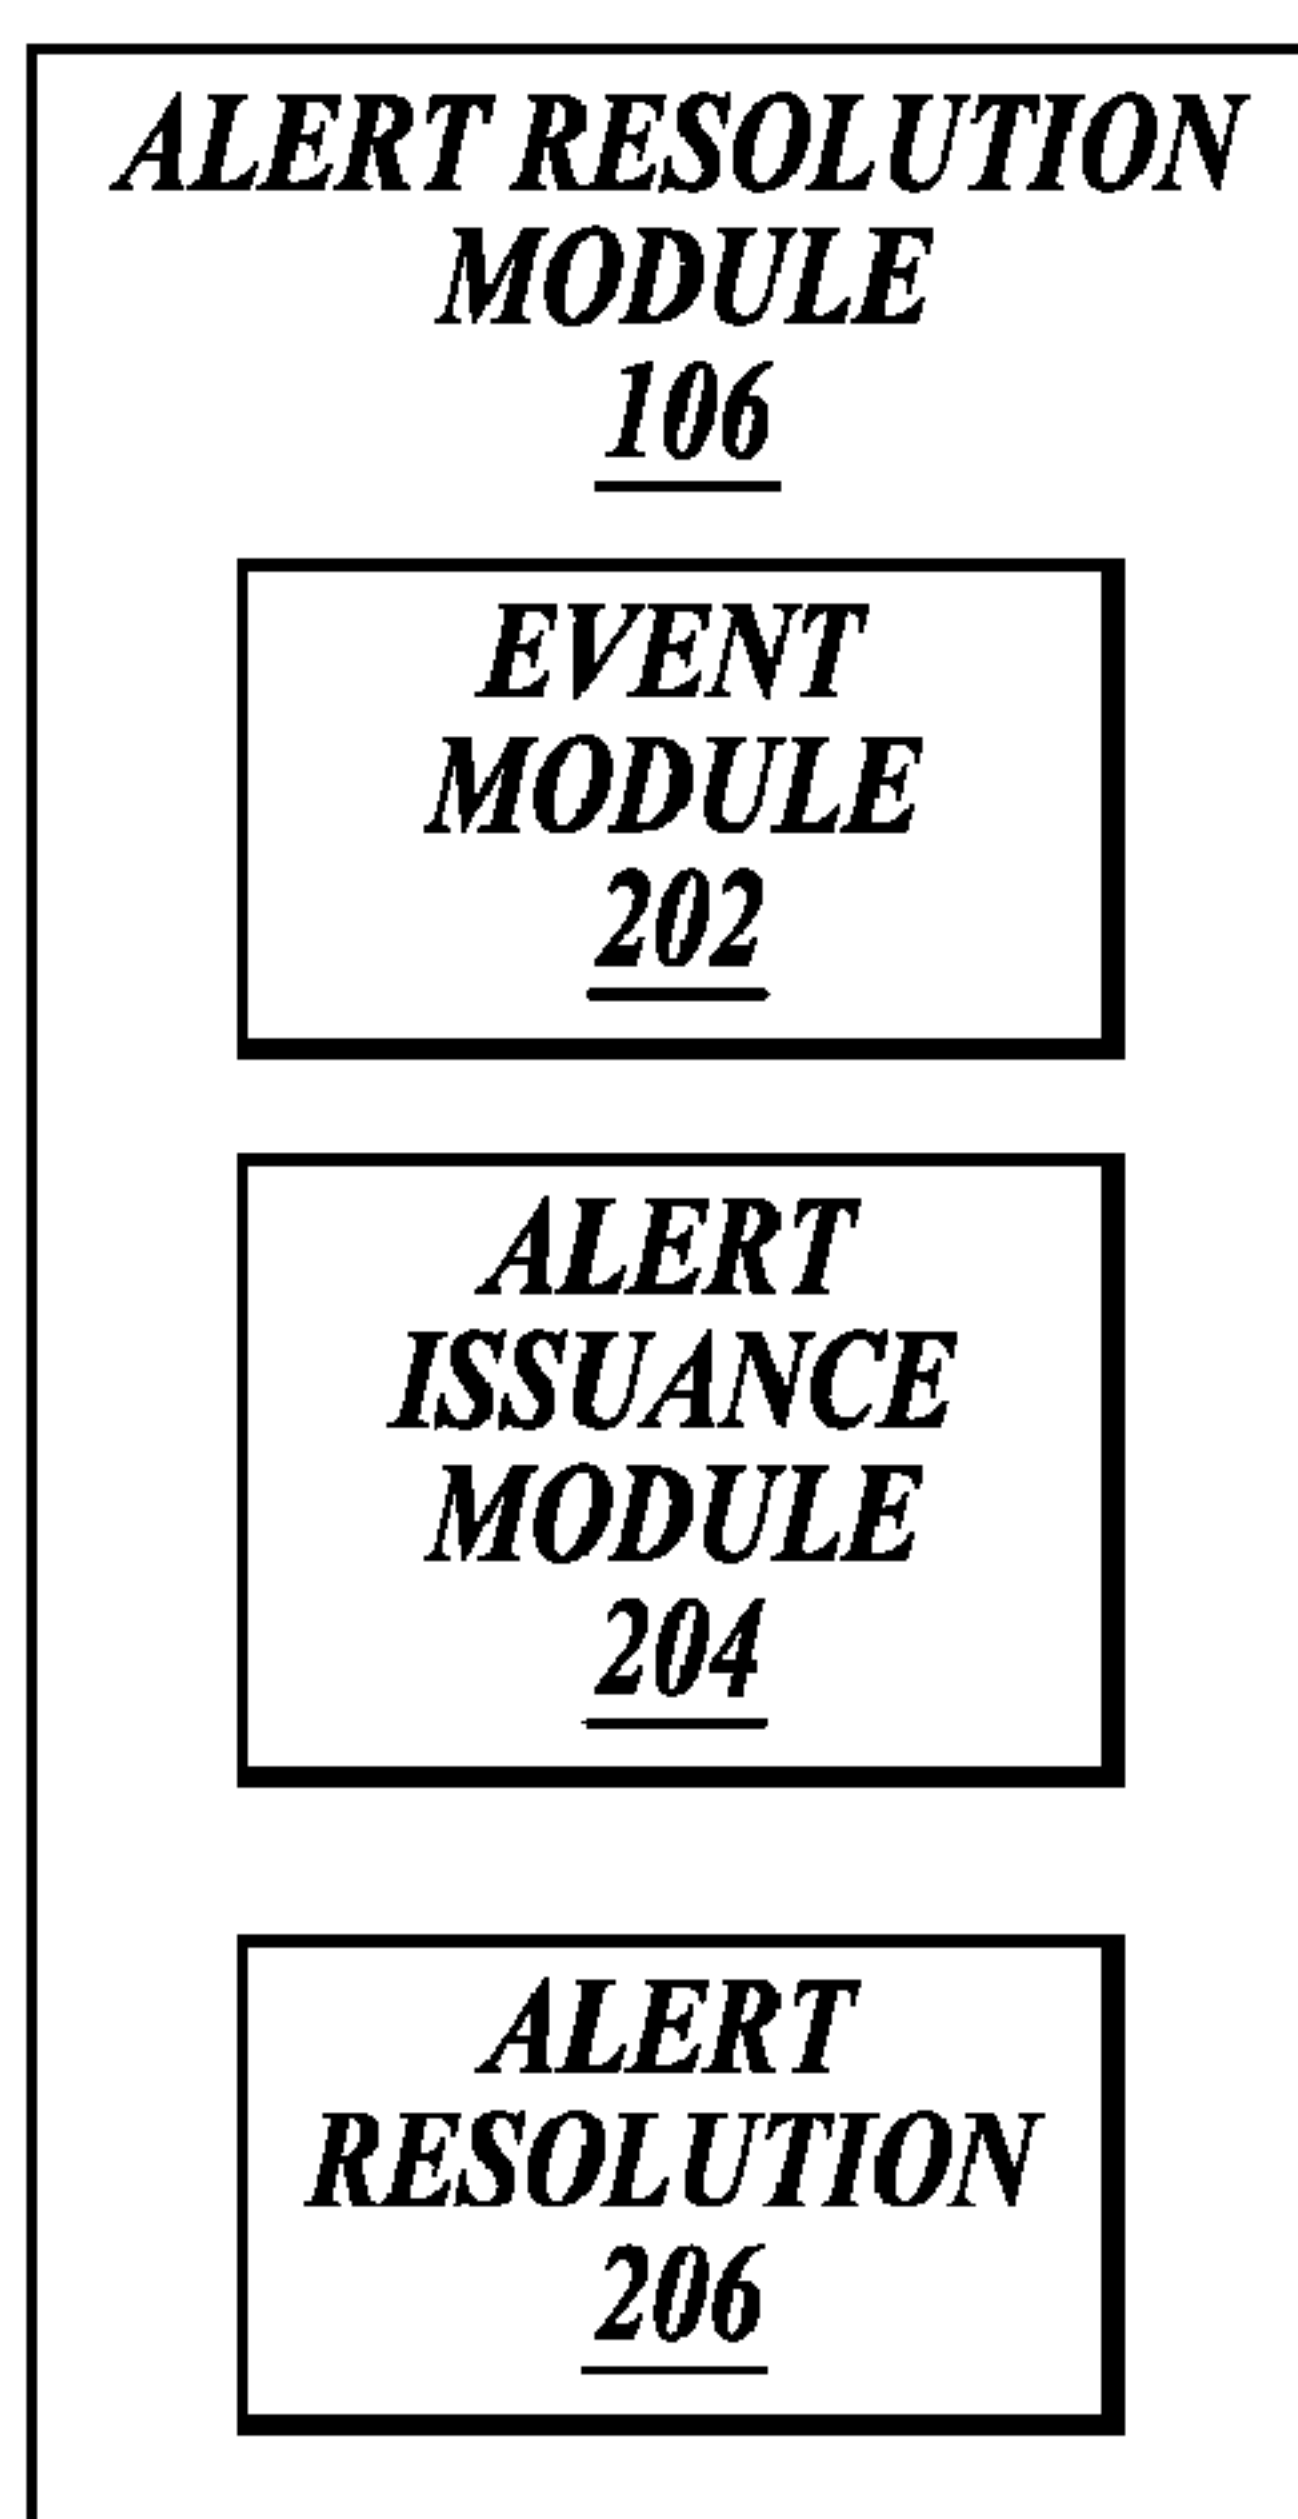 ALERT RESOLUTION
MODULE
106
EVENT
MODULE
202
ALERT
ISSUANCE
MODULE
204
ALERT
RESOLUTION
206